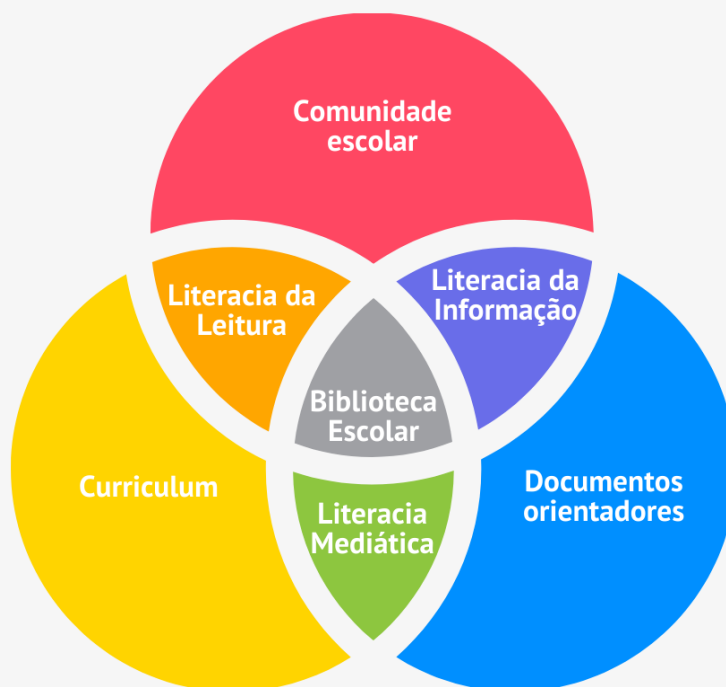 Comunidade
escolar
Literacia da
Leitura
Literacia da
Informação
Biblioteca
Escolar
Curriculum
Documentos
orientadores
Literacia
Mediática